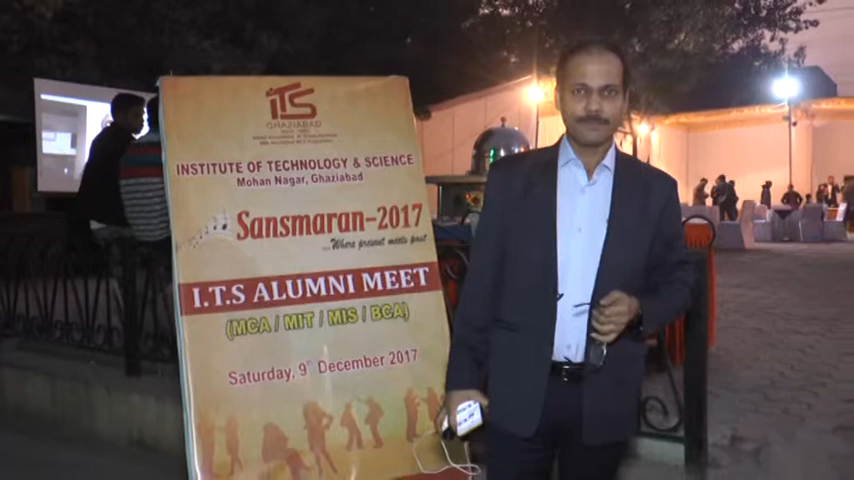 iTS
GHAZIABAD
INSTITUTE OF TECHNOLOGY & SCIENCE
Mohan Nagar, Ghaziabad
Sansmaran-2017
...Where present meets past
I.T.S ALUMNI MEET
(MCA / MIT / MIS / BCA)
Saturday, 9th December 2017